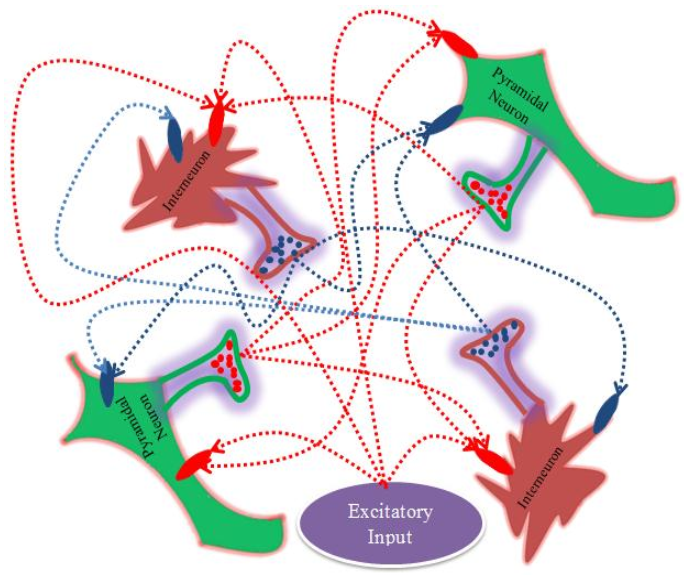 Pyramidal
Neuron
Interneuron
Pyramidal
Neuron
Interneuron
Excitatory
Input